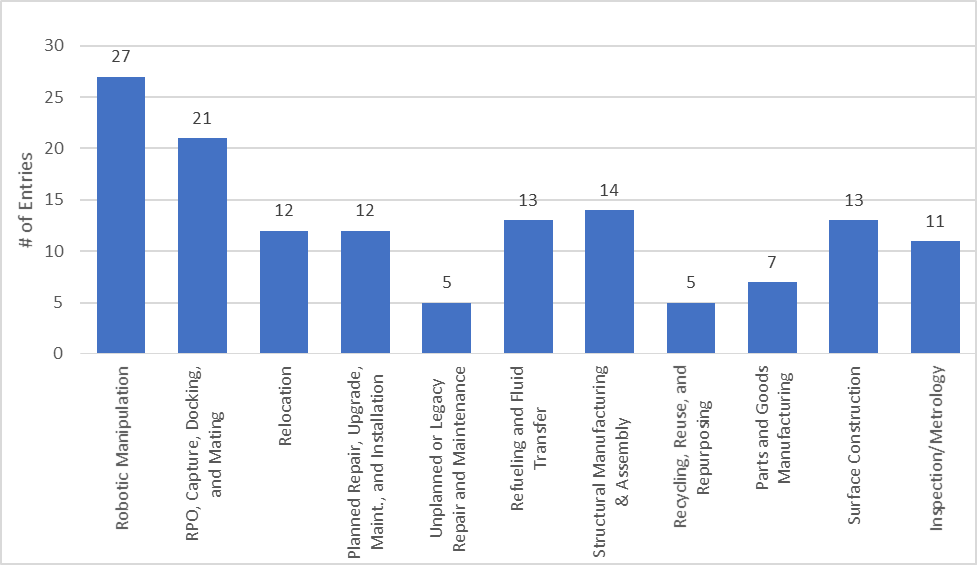 30
25
20
15
10
5
0
# of Entries
27
21
12
12
5
13
14
5
7
13
11
Robotic Manipulation
RPO, Capture, Docking,
and Mating
Relocation
Planned Repair, Upgrade,
Maint., and Installation
Unplanned or Legacy
Repair and Maintenance
Refueling and Fluid
Transfer
Structural Manufacturing
& Assembly
Recycling, Reuse, and
Repurposing
Parts and Goods
Manufacturing
Surface Construction
Inspection/Metrology